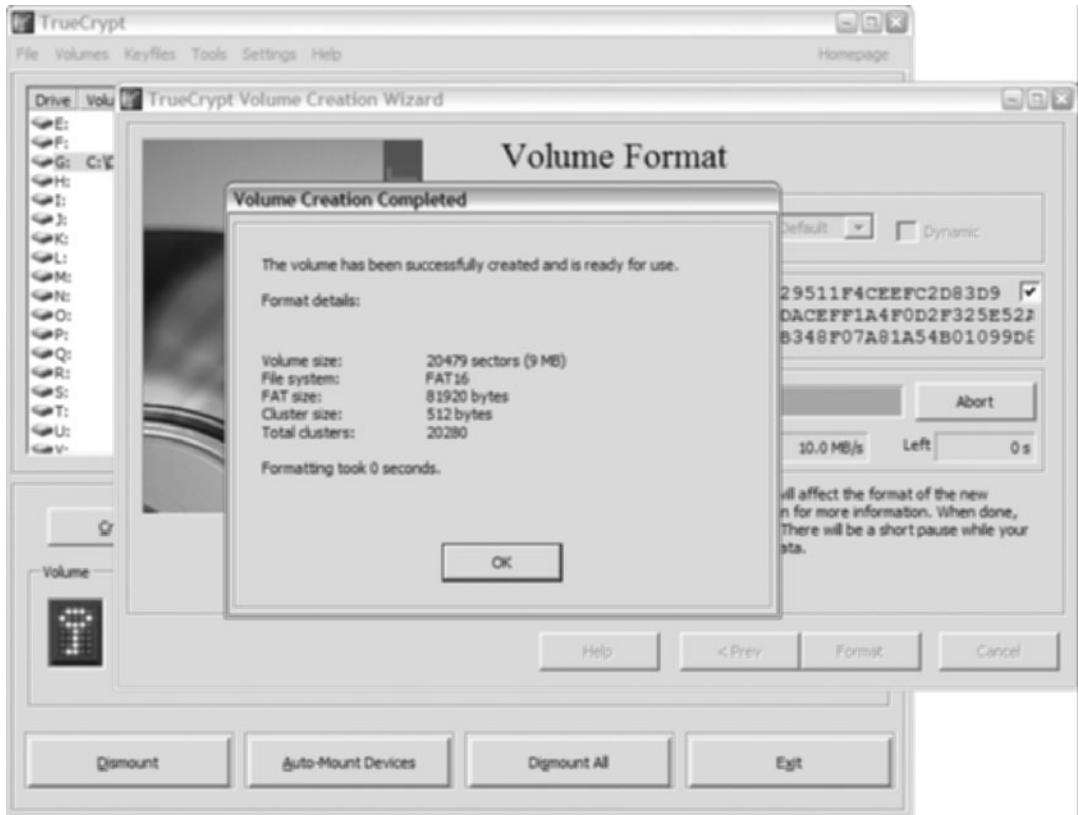 TrueCrypt
File Volumes Keyfiles Tools Settings Help Homepage
Drive Volu
TrueCrypt Volume Creation Wizard
E:
F:
G: C:\D
H:
I:
J:
K:
L:
M:
N:
O:
P:
Q:
R:
S:
T:
U:
V:
Volume Format
Default Dynamic
29511F4CEEFC2D83D9
DACEFF1A4F0D2F325E52A
B348F07A81A54B01099D8
Abort
10.0 MB/s Left 0 s
ill affect the format of the new
n for more information. When done,
There will be a short pause while your
ata.
Volume Creation Completed
The volume has been successfully created and is ready for use.
Format details:
Volume size: 20479 sectors (9 MB)
File system: FAT16
FAT size: 81920 bytes
Cluster size: 512 bytes
Total clusters: 20280
Formatting took 0 seconds.
OK
Cr
Volume
Help < Prev Format Cancel
Dismount Auto-Mount Devices Dismount All Exit